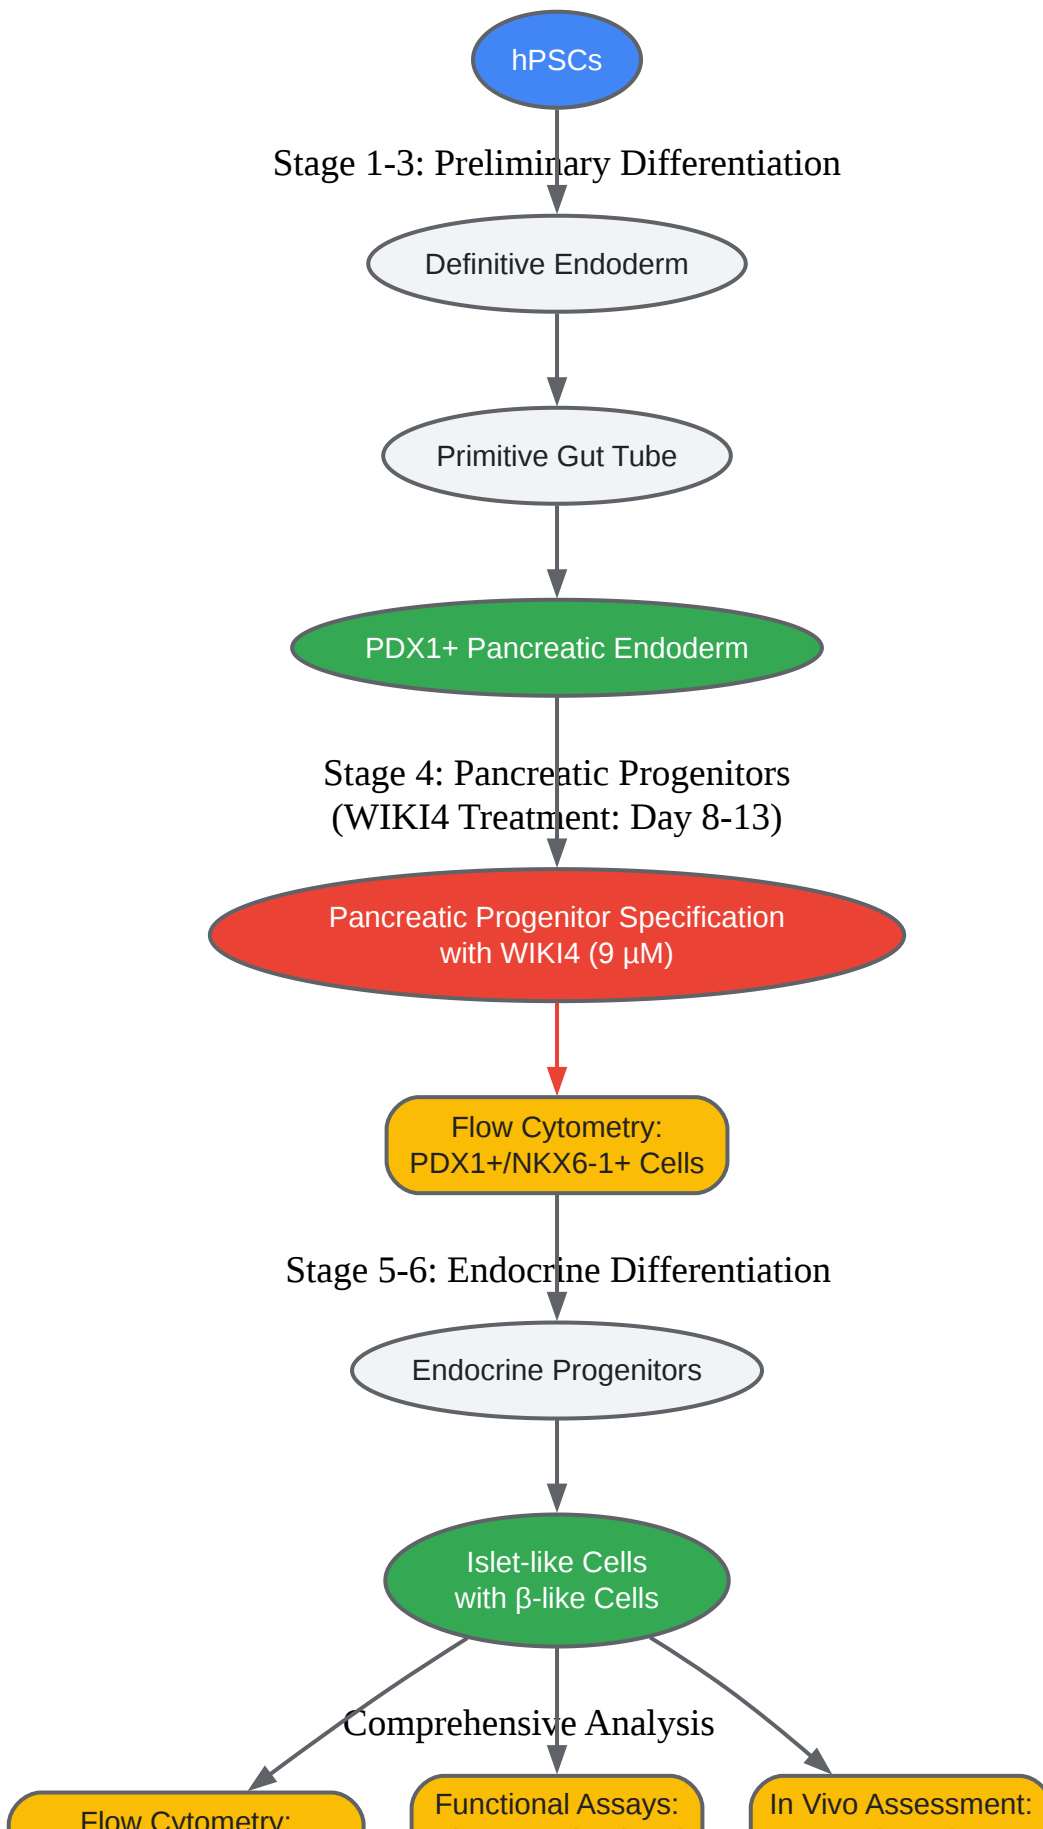 hPSCs
Stage 1-3: Preliminary Differentiation
Definitive Endoderm
Primitive Gut Tube
PDX1+ Pancreatic Endoderm
Stage 4: Pancreatic Progenitors
(WIKI4 Treatment: Day 8-13)
Pancreatic Progenitor Specification
with WIKI4 (9 µM)
Flow Cytometry:
PDX1+/NKX6-1+ Cells
Stage 5-6: Endocrine Differentiation
Endocrine Progenitors
Islet-like Cells
with β-like Cells
Comprehensive Analysis
Flow Cytometry:
Functional Assays:
In Vivo Assessment: